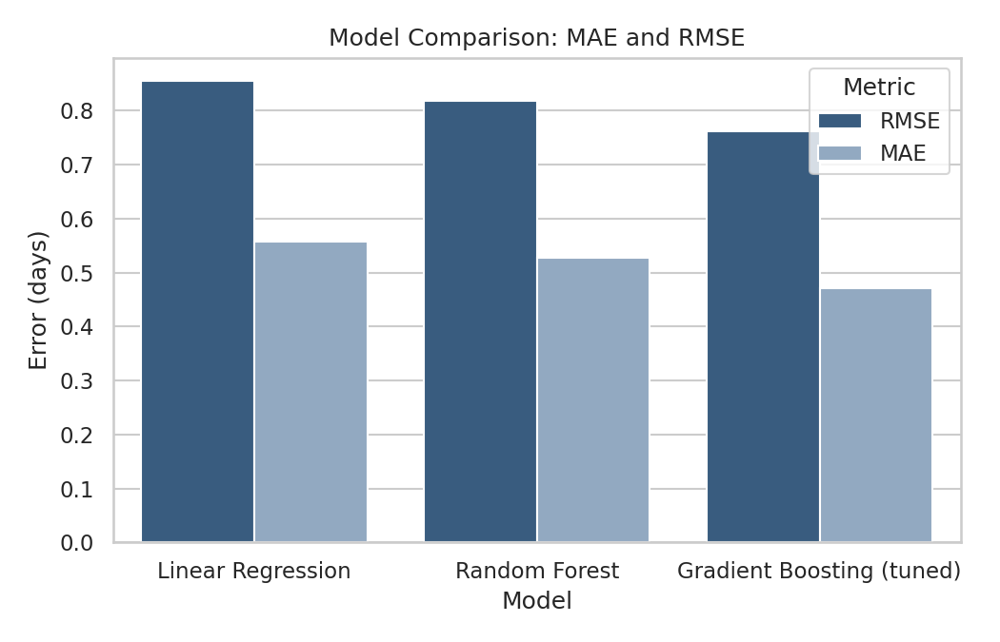 Model Comparison: MAE and RMSE
Metric
RMSE
MAE
Error (days)
0.8
0.7
0.6
0.5
0.4
0.3
0.2
0.1
0.0
Linear Regression
Random Forest
Gradient Boosting (tuned)
Model